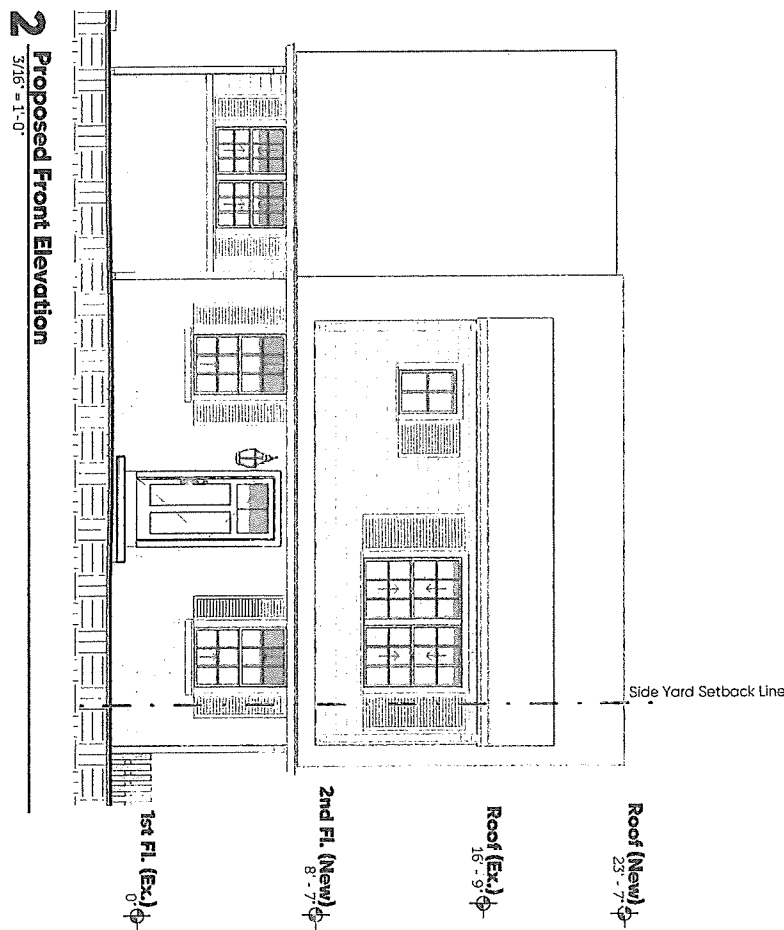 2 Proposed Front Elevation
3/16" = 1'-0"
Side Yard Setback Line
Roof (New)
23' - 7"
Roof (Ex.)
16' - 9"
2nd Fl. (New)
8' - 7"
1st Fl. (Ex.)
0"